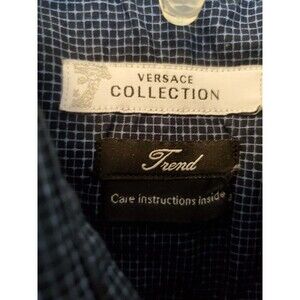 VERSACE
COLLECTION
Trend
Care instructions inside